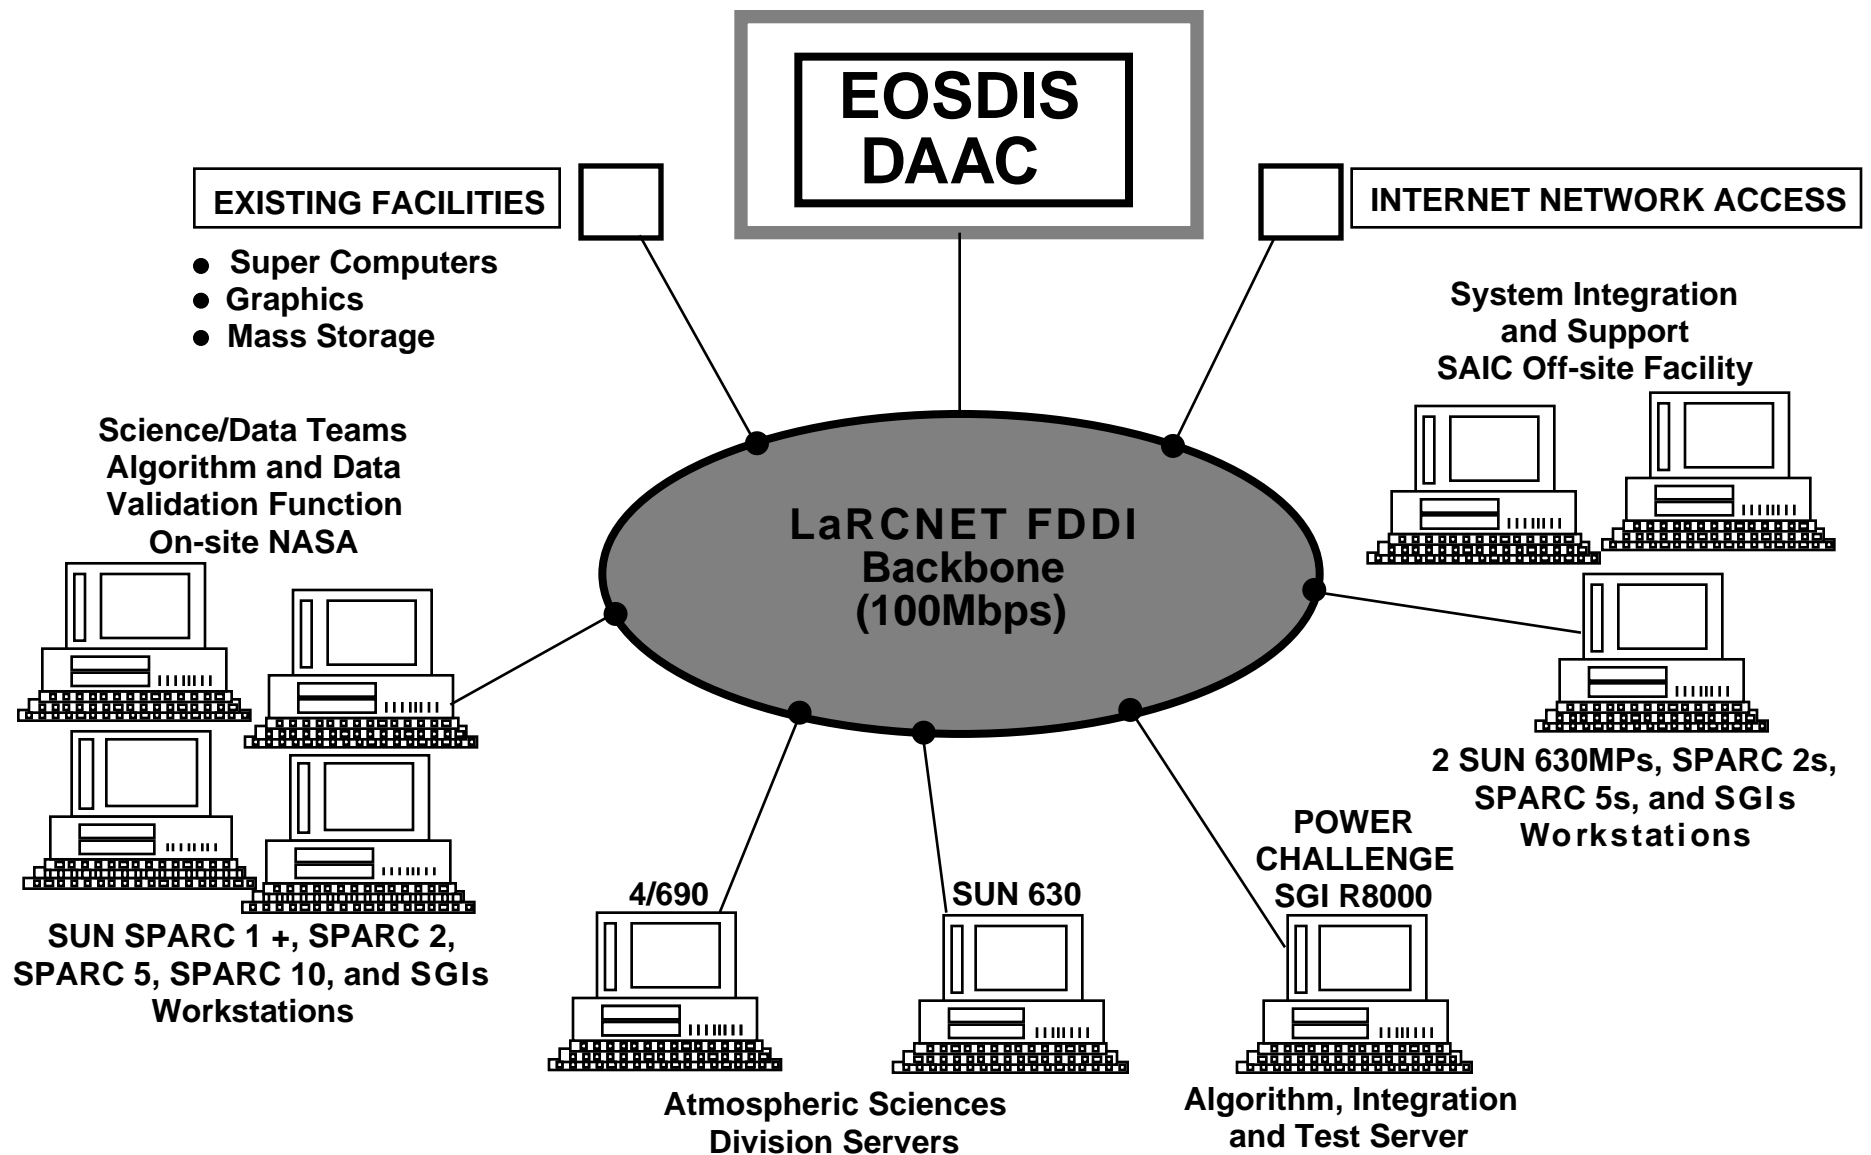 EOSDIS
DAAC
EXISTING FACILITIES
● Super Computers
● Graphics
● Mass Storage
INTERNET NETWORK ACCESS
System Integration
and Support
SAIC Off-site Facility
Science/Data Teams
Algorithm and Data
Validation Function
On-site NASA
LaRCNET FDDI
Backbone
(100Mbps)
2 SUN 630MPs, SPARC 2s,
SPARC 5s, and SGIs
Workstations
SUN SPARC 1 +, SPARC 2,
SPARC 5, SPARC 10, and SGIs
Workstations
4/690
SUN 630
POWER
CHALLENGE
SGI R8000
Atmospheric Sciences
Division Servers
Algorithm, Integration
and Test Server